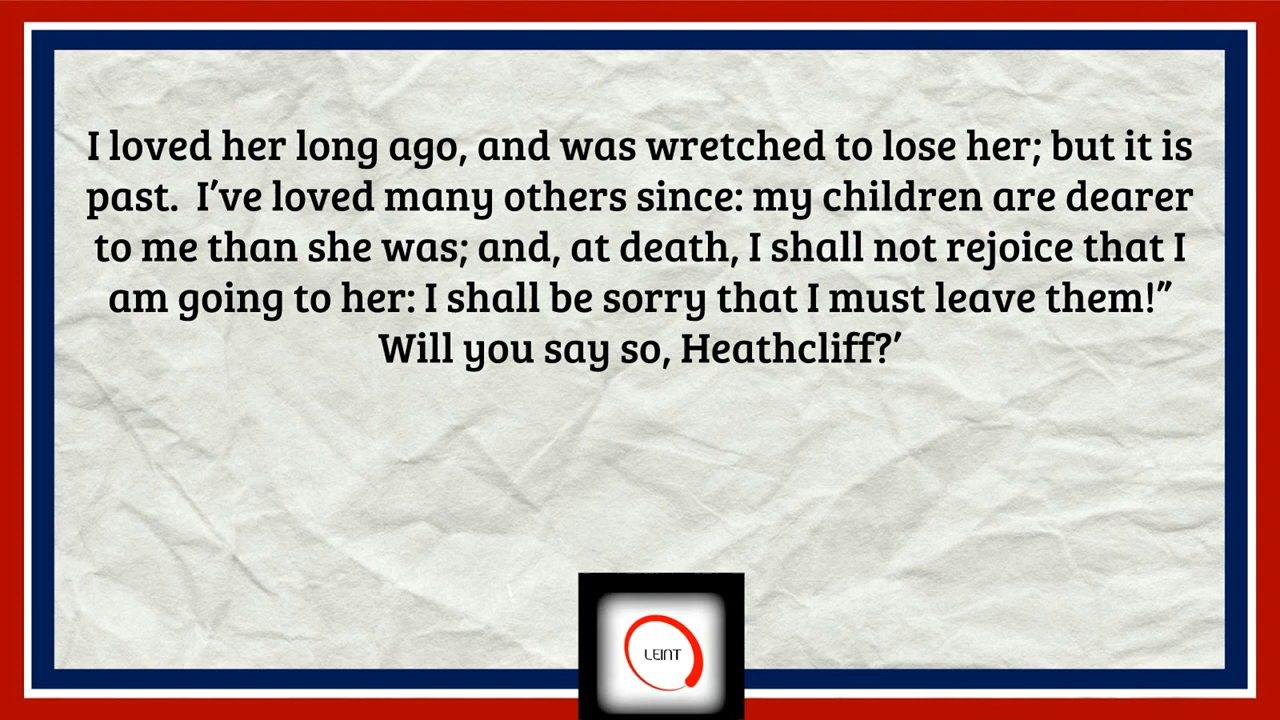 I loved her long ago, and was wretched to lose her; but it is
past.  I’ve loved many others since: my children are dearer
to me than she was; and, at death, I shall not rejoice that I
am going to her: I shall be sorry that I must leave them!”
Will you say so, Heathcliff?’
LEINT